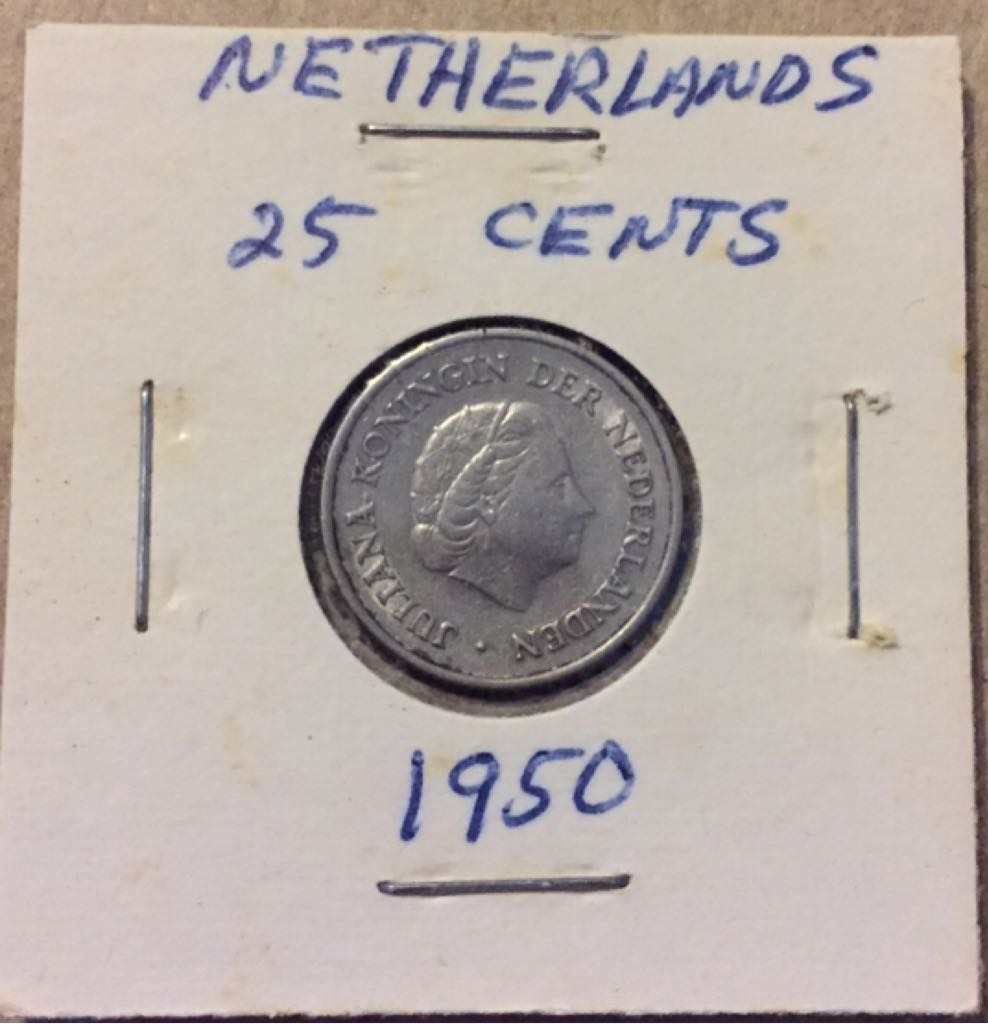 NETHERLANDS
25 CENTS
JULIANA KONINGIN DER NEDERLANDEN ·
1950